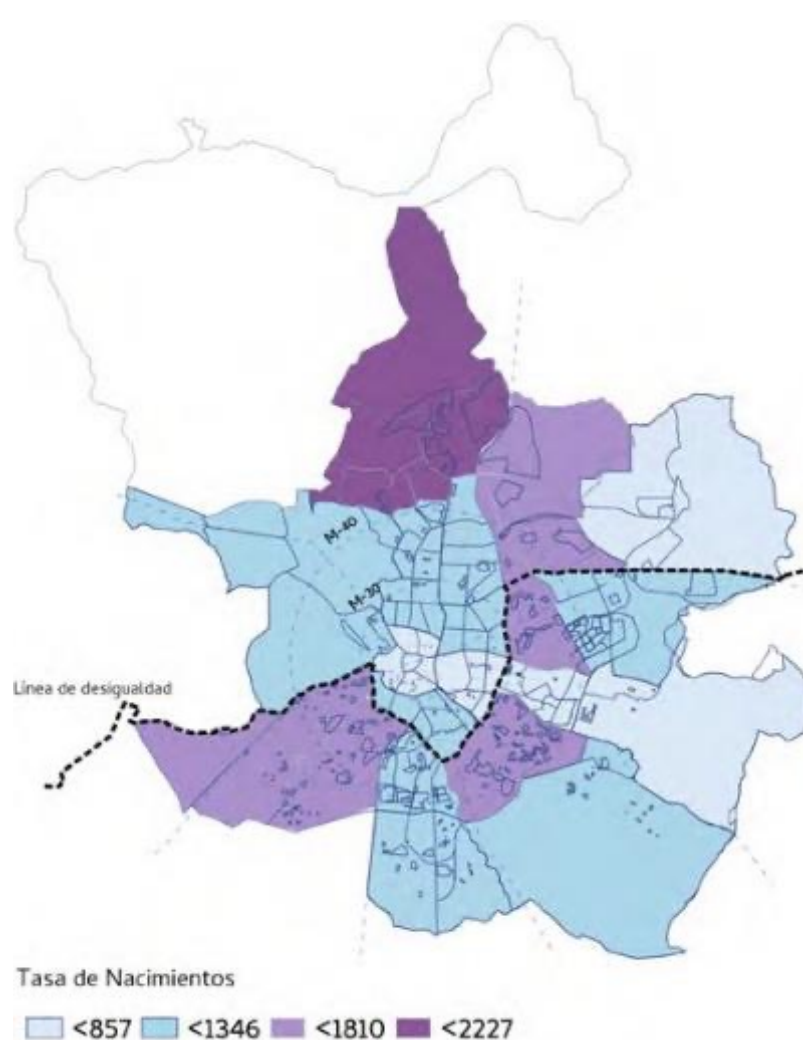 M-40
M-30
Línea de desigualdad
Tasa de Nacimientos
<857 <1346 <1810 <2227